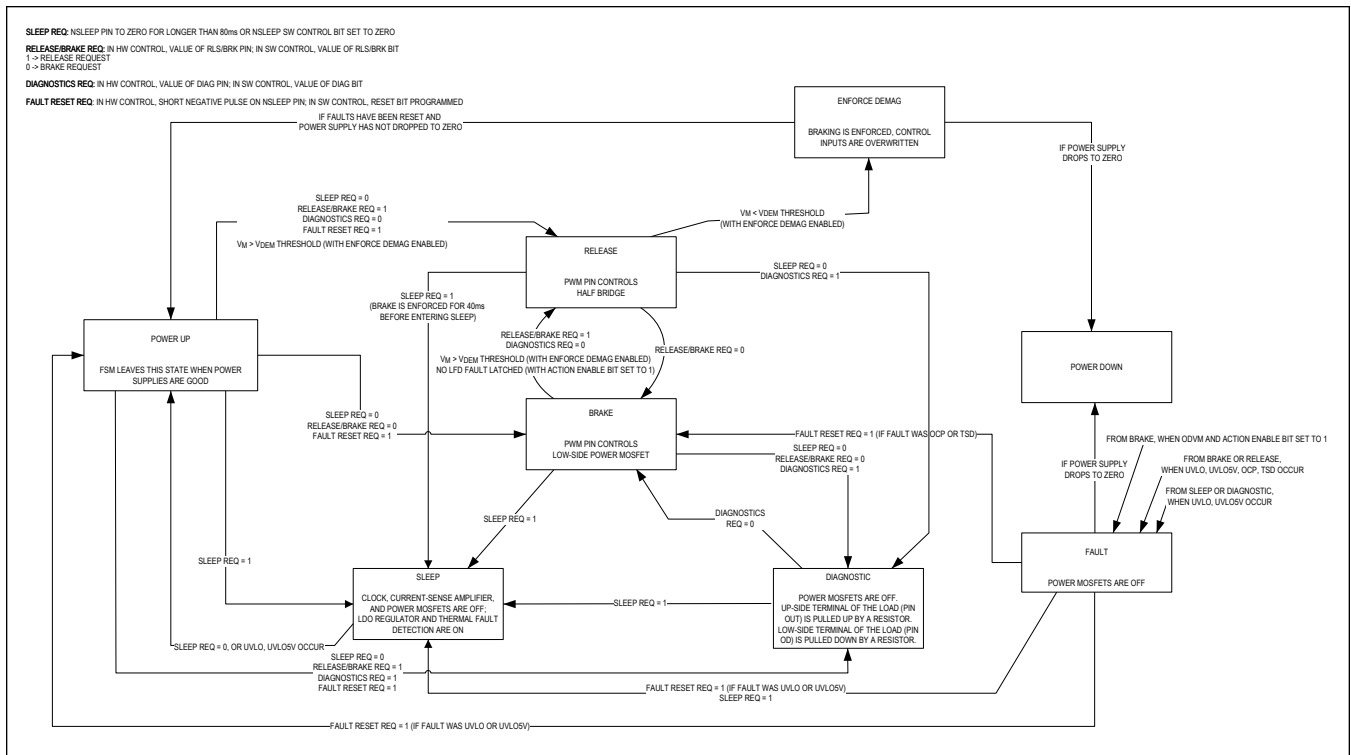 SLEEP REQ: NSLEEP PIN TO ZERO FOR LONGER THAN 80ms OR NSLEEP SW CONTROL BIT SET TO ZERO
RELEASE/BRAKE REQ: IN HW CONTROL, VALUE OF RLS/BRK PIN; IN SW CONTROL, VALUE OF RLS/BRK BIT
1 -> RELEASE REQUEST
0 -> BRAKE REQUEST
DIAGNOSTICS REQ: IN HW CONTROL, VALUE OF DIAG PIN; IN SW CONTROL, VALUE OF DIAG BIT
FAULT RESET REQ: IN HW CONTROL, SHORT NEGATIVE PULSE ON NSLEEP PIN; IN SW CONTROL, RESET BIT PROGRAMMED
ENFORCE DEMAG
BRAKING IS ENFORCED, CONTROL
INPUTS ARE OVERWRITTEN
IF FAULTS HAVE BEEN RESET AND
POWER SUPPLY HAS NOT DROPPED TO ZERO
IF POWER SUPPLY
DROPS TO ZERO
SLEEP REQ = 0
RELEASE/BRAKE REQ = 1
DIAGNOSTICS REQ = 0
FAULT RESET REQ = 1
VM > VDEM THRESHOLD (WITH ENFORCE DEMAG ENABLED)
VM < VDEM THRESHOLD
(WITH ENFORCE DEMAG ENABLED)
RELEASE
PWM PIN CONTROLS
HALF BRIDGE
SLEEP REQ = 0
DIAGNOSTICS REQ = 1
SLEEP REQ = 1
(BRAKE IS ENFORCED FOR 40ms
BEFORE ENTERING SLEEP)
POWER UP
FSM LEAVES THIS STATE WHEN POWER
SUPPLIES ARE GOOD
RELEASE/BRAKE REQ = 1
DIAGNOSTICS REQ = 0
VM > VDEM THRESHOLD (WITH ENFORCE DEMAG ENABLED)
NO LFD FAULT LATCHED (WITH ACTION ENABLE BIT SET TO 1)
RELEASE/BRAKE REQ = 0
POWER DOWN
SLEEP REQ = 0
RELEASE/BRAKE REQ = 0
FAULT RESET REQ = 1
BRAKE
PWM PIN CONTROLS
LOW-SIDE POWER MOSFET
FAULT RESET REQ = 1 (IF FAULT WAS OCP OR TSD)
SLEEP REQ = 0
RELEASE/BRAKE REQ = 0
DIAGNOSTICS REQ = 1
FROM BRAKE, WHEN ODVM AND ACTION ENABLE BIT SET TO 1
FROM BRAKE OR RELEASE,
WHEN UVLO, UVLO5V, OCP, TSD OCCUR
FROM SLEEP OR DIAGNOSTIC,
WHEN UVLO, UVLO5V OCCUR
IF POWER SUPPLY
DROPS TO ZERO
SLEEP REQ = 1
DIAGNOSTICS
REQ = 0
SLEEP REQ = 1
SLEEP
CLOCK, CURRENT-SENSE AMPLIFIER,
AND POWER MOSFETS ARE OFF;
LDO REGULATOR AND THERMAL FAULT
DETECTION ARE ON
SLEEP REQ = 1
DIAGNOSTIC
POWER MOSFETS ARE OFF.
UP-SIDE TERMINAL OF THE LOAD (PIN
OUT) IS PULLED UP BY A RESISTOR.
LOW-SIDE TERMINAL OF THE LOAD (PIN
OD) IS PULLED DOWN BY A RESISTOR.
FAULT
POWER MOSFETS ARE OFF
SLEEP REQ = 0, OR UVLO, UVLO5V OCCUR
SLEEP REQ = 0
RELEASE/BRAKE REQ = 1
DIAGNOSTICS REQ = 1
FAULT RESET REQ = 1
FAULT RESET REQ = 1 (IF FAULT WAS UVLO OR UVLO5V)
SLEEP REQ = 1
FAULT RESET REQ = 1 (IF FAULT WAS UVLO OR UVLO5V)